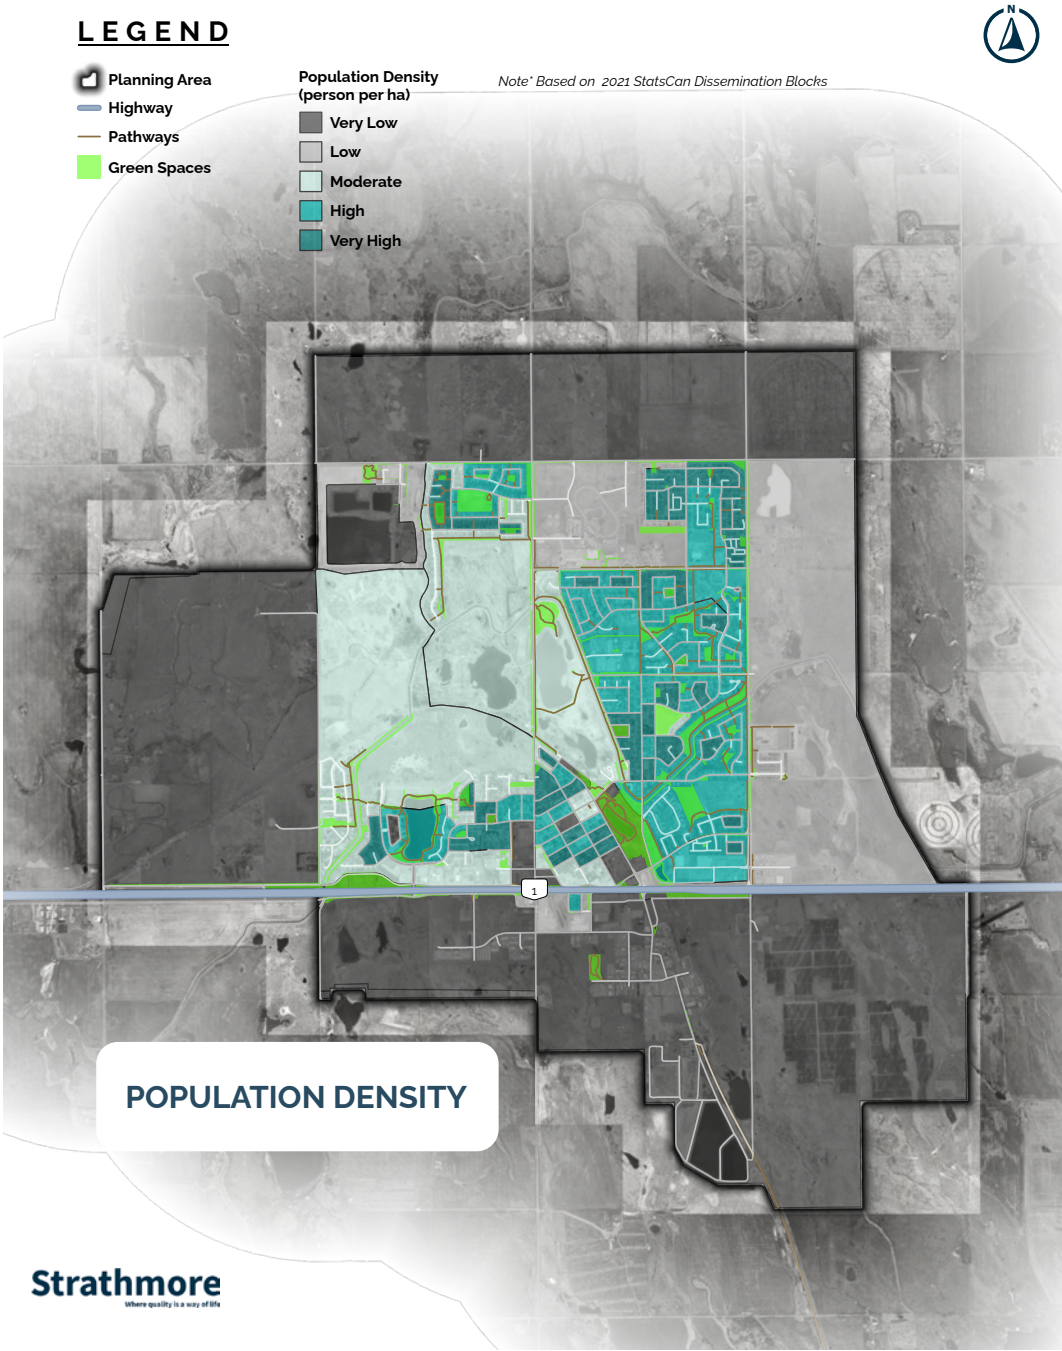 LEGEND
N
Planning Area
Highway
Pathways
Green Spaces
Population Density
(person per ha)
Very Low
Low
Moderate
High
Very High
Note* Based on 2021 StatsCan Dissemination Blocks
1
POPULATION DENSITY
Strathmore
Where quality is a way of life